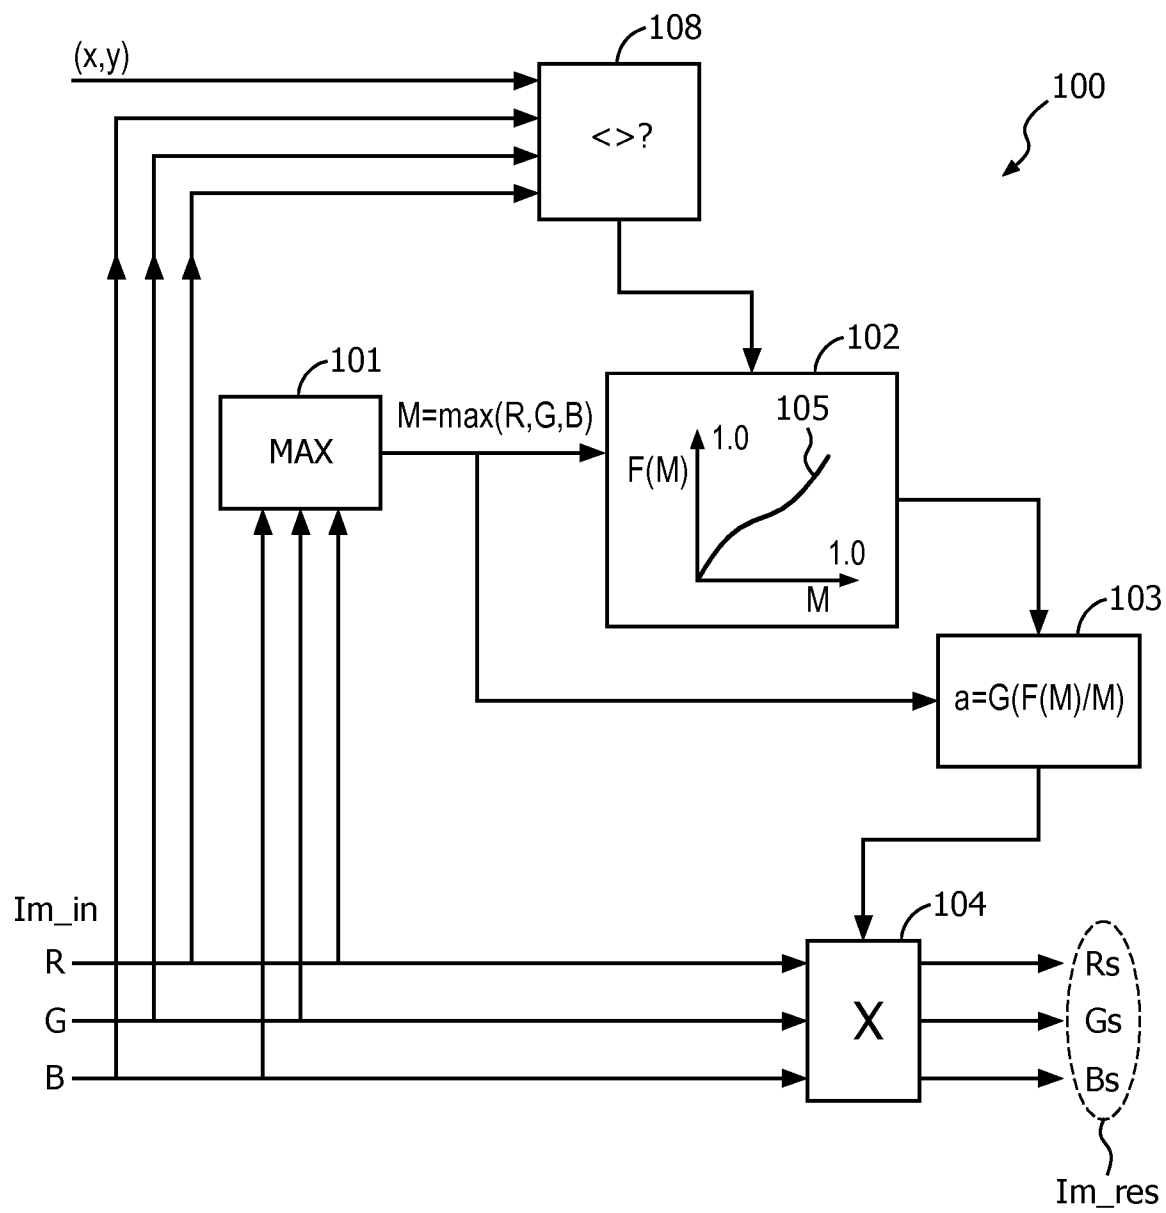 108
(x,y)
100
<>?
102
101
105
M=max(R,G,B)
1.0
MAX
F(M)
1.0
M
103
a=G(F(M)/M)
104
Im_in
R
Rs
X
G
Gs
B
Bs
Im_res